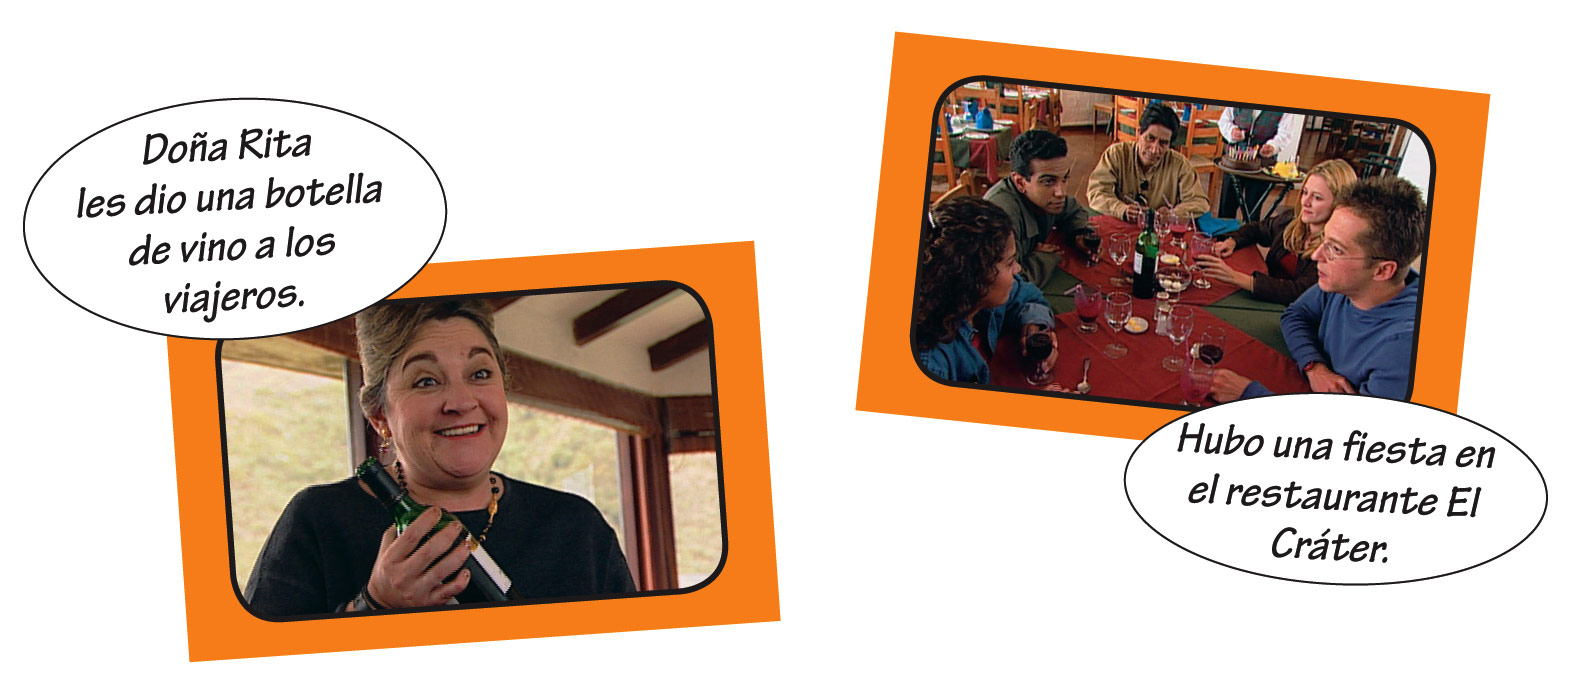 Doña Rita
les dio una botella
de vino a los
viajeros.
Hubo una fiesta en
el restaurante El
Cráter.